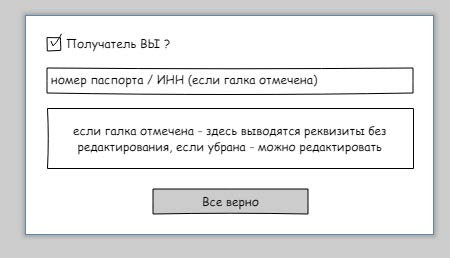 Получатель ВЫ ?
номер паспорта / ИНН (если галка отмечена)
если галка отмечена - здесь выводятся реквизиты без
редактирования, если убрана - можно редактировать
Все верно